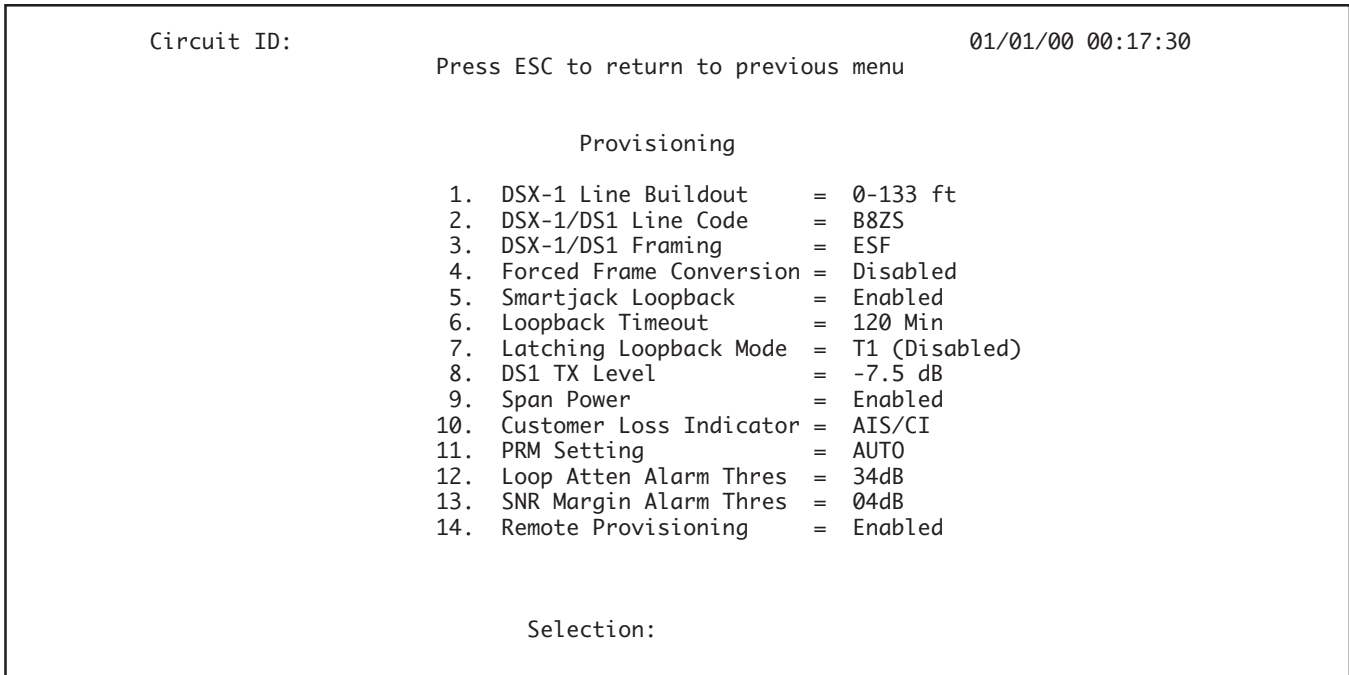 Circuit ID: 01/01/00 00:17:30
Press ESC to return to previous menu
Provisioning
1. DSX-1 Line Buildout = 0-133 ft
2. DSX-1/DS1 Line Code = B8ZS
3. DSX-1/DS1 Framing = ESF
4. Forced Frame Conversion = Disabled
5. Smartjack Loopback = Enabled
6. Loopback Timeout = 120 Min
7. Latching Loopback Mode = T1 (Disabled)
8. DS1 TX Level = -7.5 dB
9. Span Power = Enabled
10. Customer Loss Indicator = AIS/CI
11. PRM Setting = AUTO
12. Loop Atten Alarm Thres = 34dB
13. SNR Margin Alarm Thres = 04dB
14. Remote Provisioning = Enabled
Selection: